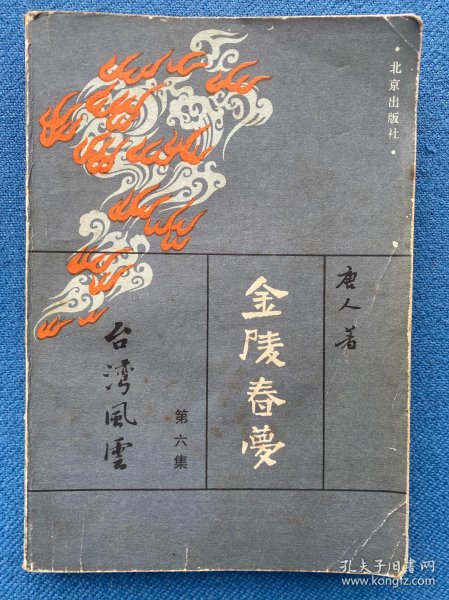 ·北京出版社·
唐人著
金陵春夢
第六集
台湾風雲
孔夫子旧书网
www.kongfz.com